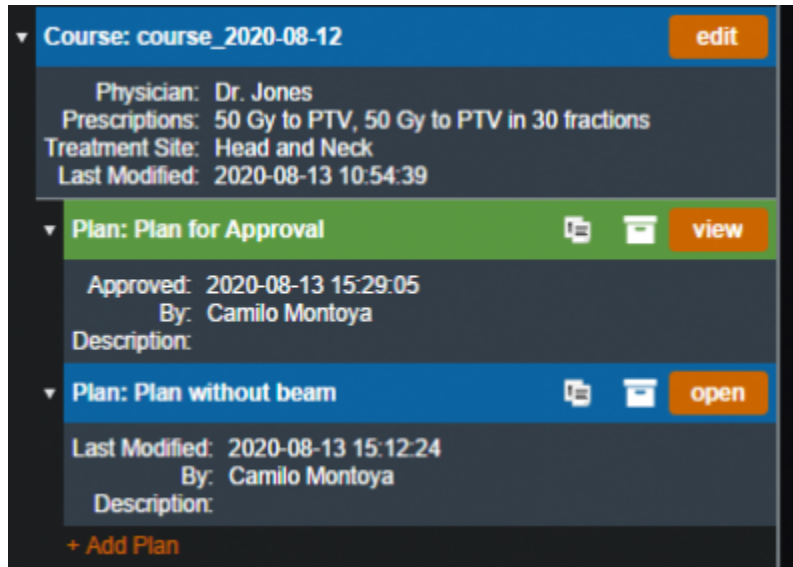 Course: course_2020-08-12 edit
Physician: Dr. Jones
Prescriptions: 50 Gy to PTV, 50 Gy to PTV in 30 fractions
Treatment Site: Head and Neck
Last Modified: 2020-08-13 10:54:39
Plan: Plan for Approval view
Approved: 2020-08-13 15:29:05
By: Camilo Montoya
Description:
Plan: Plan without beam open
Last Modified: 2020-08-13 15:12:24
By: Camilo Montoya
Description:
+ Add Plan